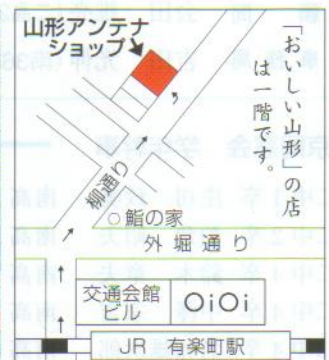 山形アンテナ
ショップ
「おいしい山形」の店
は一階です。
柳通り
鮨の家
外堀通り
交通会館
ビル
OiOi
JR 有楽町駅